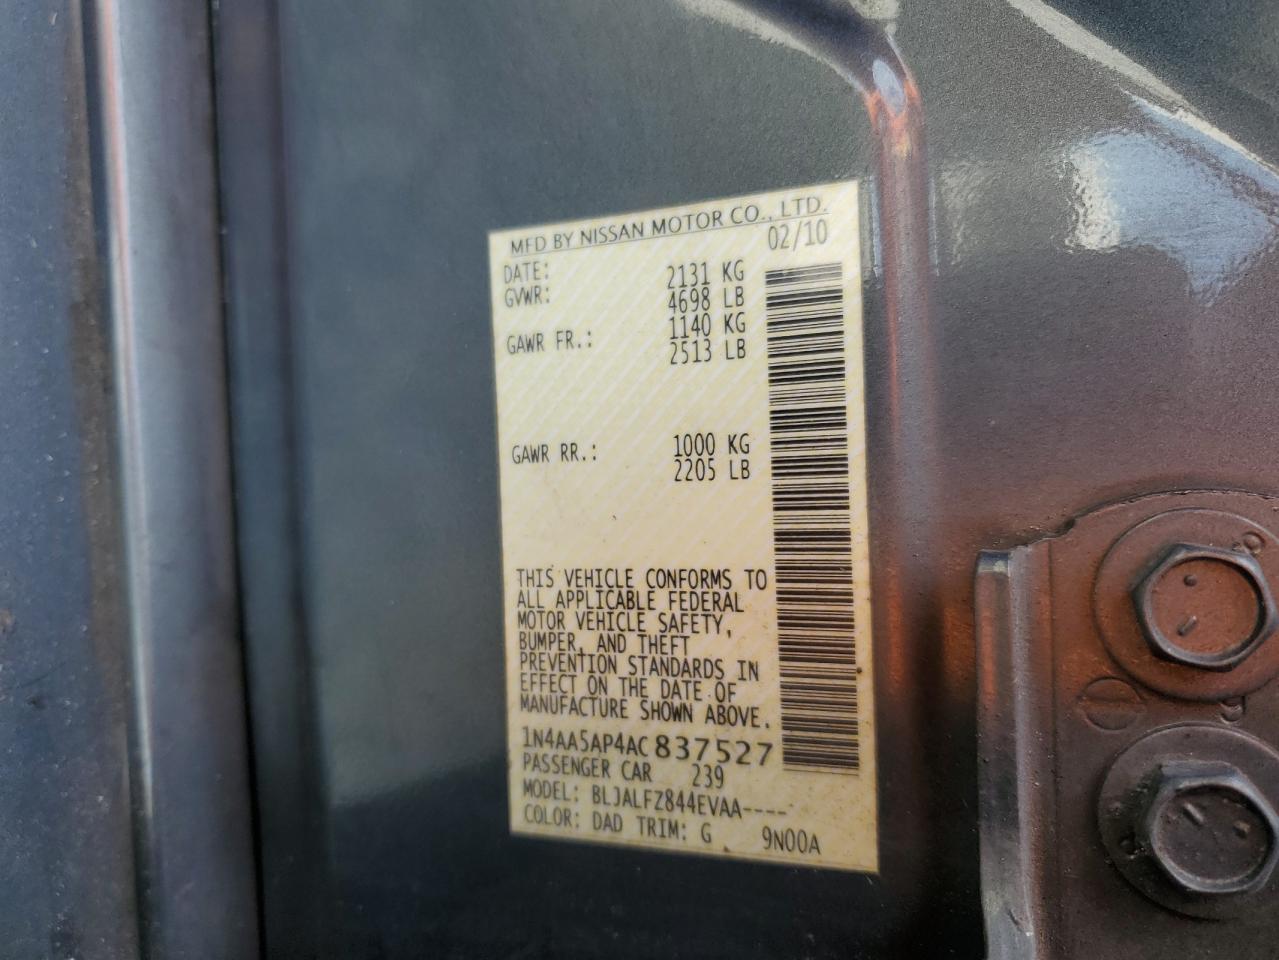 MFD BY NISSAN MOTOR CO., LTD.
DATE: 02/10
GVWR: 2131 KG
4698 LB
GAWR FR.: 1140 KG
2513 LB
GAWR RR.: 1000 KG
2205 LB
THIS VEHICLE CONFORMS TO
ALL APPLICABLE FEDERAL
MOTOR VEHICLE SAFETY,
BUMPER, AND THEFT
PREVENTION STANDARDS IN
EFFECT ON THE DATE OF
MANUFACTURE SHOWN ABOVE.
1N4AA5AP4AC837527
PASSENGER CAR 239
MODEL: BLJALFZ844EVAA----
COLOR: DAD TRIM: G 9N00A